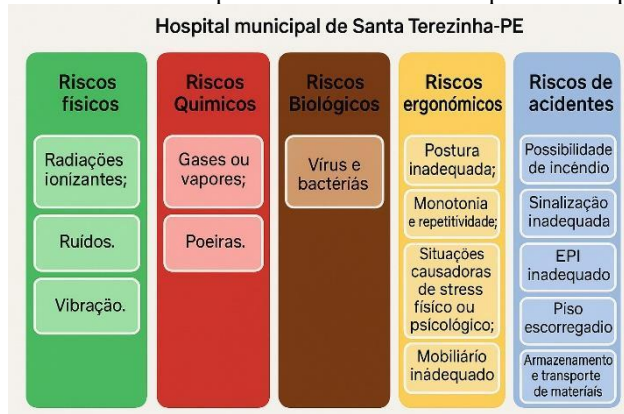 Hospital municipal de Santa Terezinha-PE
Riscos
físicos
Radiações
ionizantes;
Ruídos.
Vibração.
Riscos
Quimicos
Gases ou
vapores;
Poeiras.
Riscos
Biológicos
Vírus e
bactériás
Riscos
ergonómicos
Postura
inadequada;
Monotonia
e repetitividade;
Situações
causadoras
de stress
físico ou
psicológico;
Mobiliário
inádequado
Riscos de
acidentes
Possibilidade
de incêndio
Sinalização
inadequada
EPI
inadequado
Piso
escorregadio
Armazenamento
e transporte
de materíaís